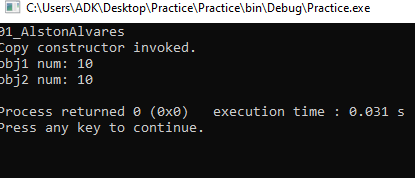 C:\Users\ADK\Desktop\Practice\Practice\bin\Debug\Practice.exe
01_AlstonAlvares
Copy constructor invoked.
obj1 num: 10
obj2 num: 10
Process returned 0 (0x0)   execution time : 0.031 s
Press any key to continue.